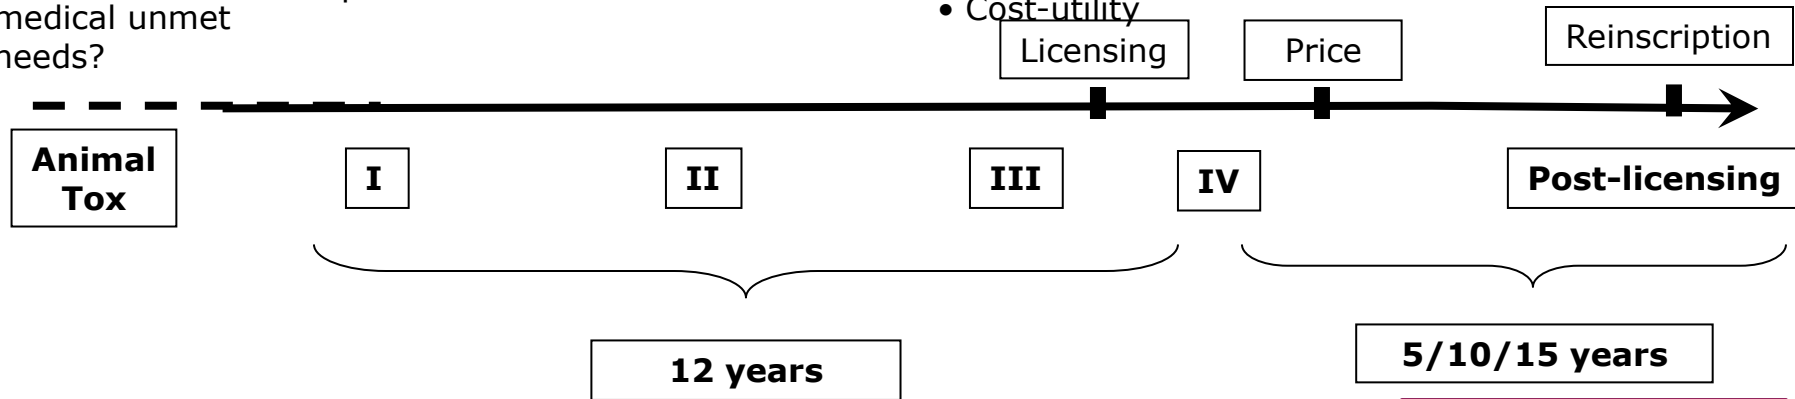 medical unmet
needs?
• Cost-utility
Licensing
Price
Reinscription
Animal
Tox
I
II
III
IV
Post-licensing
12 years
5/10/15 years